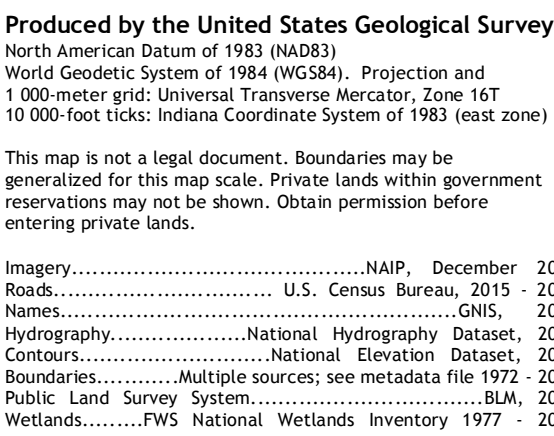 Produced by the United States Geological Survey
North American Datum of 1983 (NAD83)
World Geodetic System of 1984 (WGS84). Projection and
1 000-meter grid: Universal Transverse Mercator, Zone 16T
10 000-foot ticks: Indiana Coordinate System of 1983 (east zone)
This map is not a legal document. Boundaries may be
generalized for this map scale. Private lands within government
reservations may not be shown. Obtain permission before
entering private lands.
Imagery.......................................NAIP, December 20
Roads............................. U.S. Census Bureau, 2015 - 20
Names.................................................GNIS, 20
Hydrography..................National Hydrography Dataset, 20
Contours.........................National Elevation Dataset, 20
Boundaries...........Multiple sources; see metadata file 1972 - 20
Public Land Survey System...............................BLM, 20
Wetlands.........FWS National Wetlands Inventory 1977 - 20